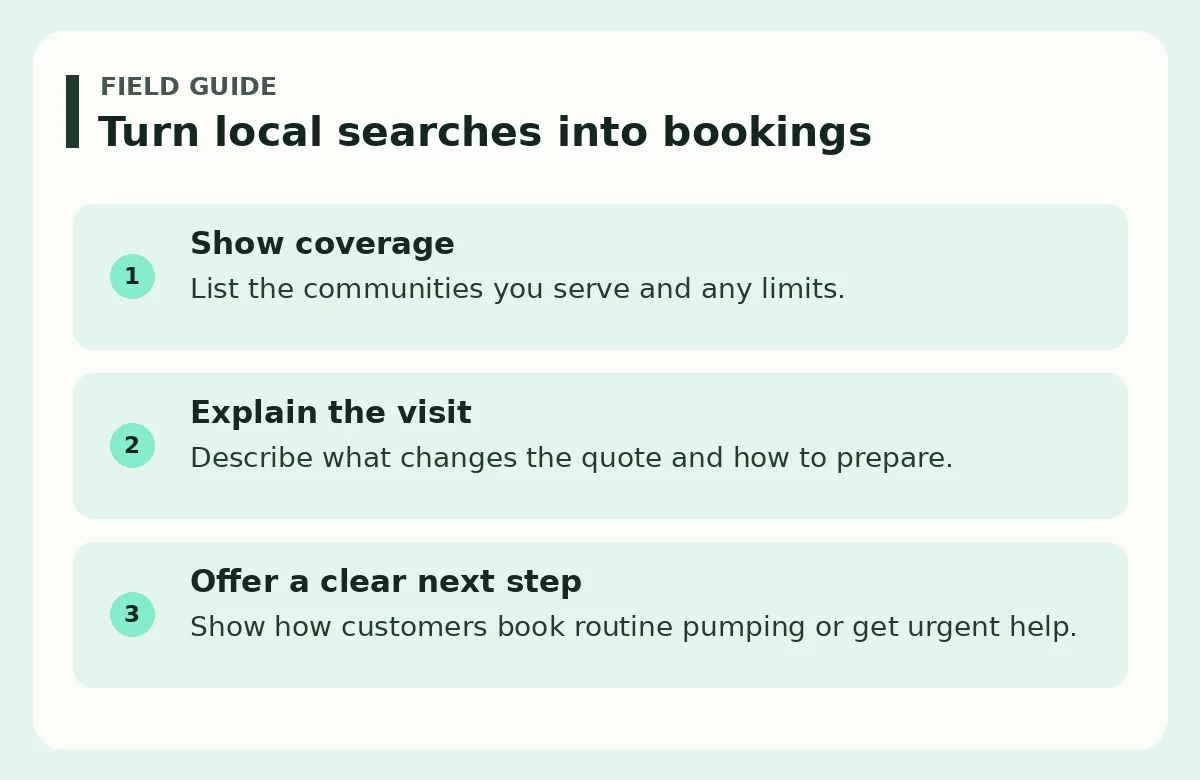 FIELD GUIDE
Turn local searches into bookings
1
Show coverage
List the communities you serve and any limits.
2
Explain the visit
Describe what changes the quote and how to prepare.
3
Offer a clear next step
Show how customers book routine pumping or get urgent help.